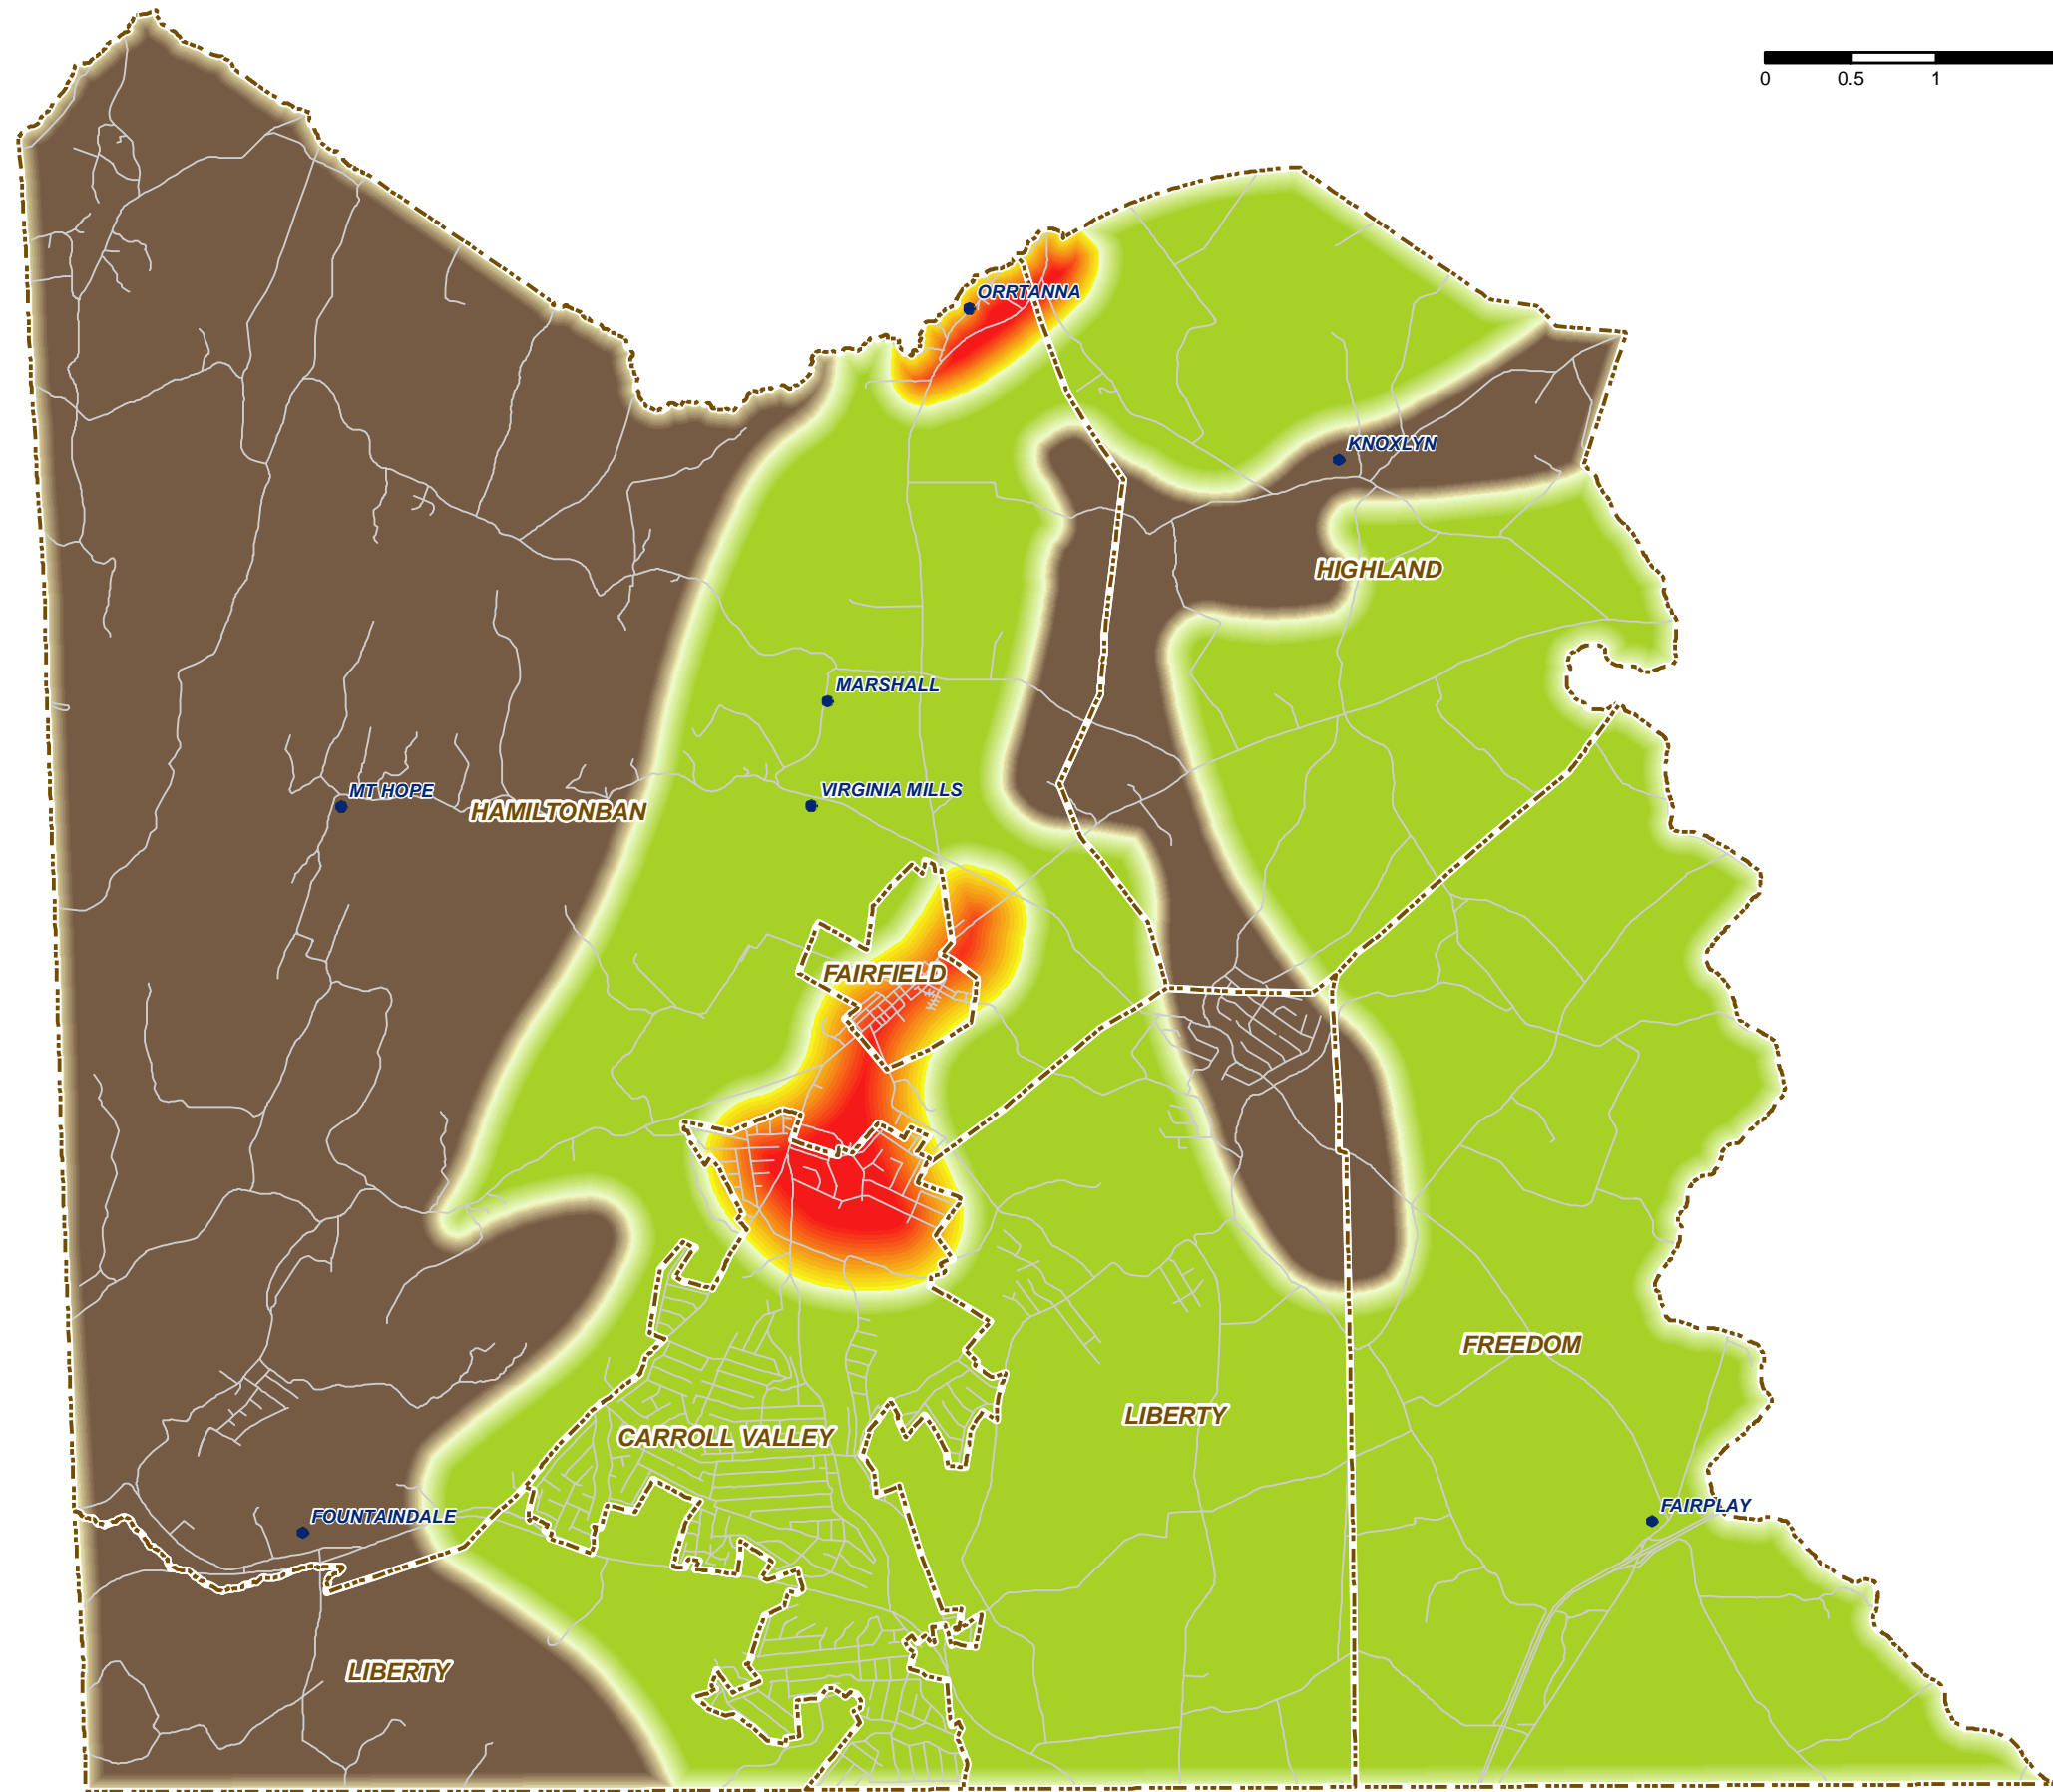 0 0.5 1
ORRTANNA
KNOXLYN
HIGHLAND
MARSHALL
MT HOPE
VIRGINIA MILLS
HAMILTONBAN
FAIRFIELD
FREEDOM
LIBERTY
CARROLL VALLEY
FAIRPLAY
FOUNTAINDALE
LIBERTY